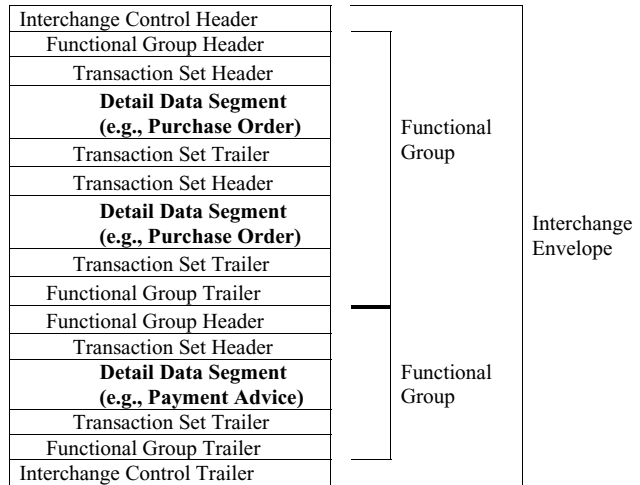 Interchange Control Header
Functional Group Header
Transaction Set Header
Detail Data Segment
(e.g., Purchase Order)
Transaction Set Trailer
Transaction Set Header
Detail Data Segment
(e.g., Purchase Order)
Transaction Set Trailer
Functional Group Trailer
Functional Group Header
Transaction Set Header
Detail Data Segment
(e.g., Payment Advice)
Transaction Set Trailer
Functional Group Trailer
Interchange Control Trailer
Functional
Group
Functional
Group
Interchange
Envelope